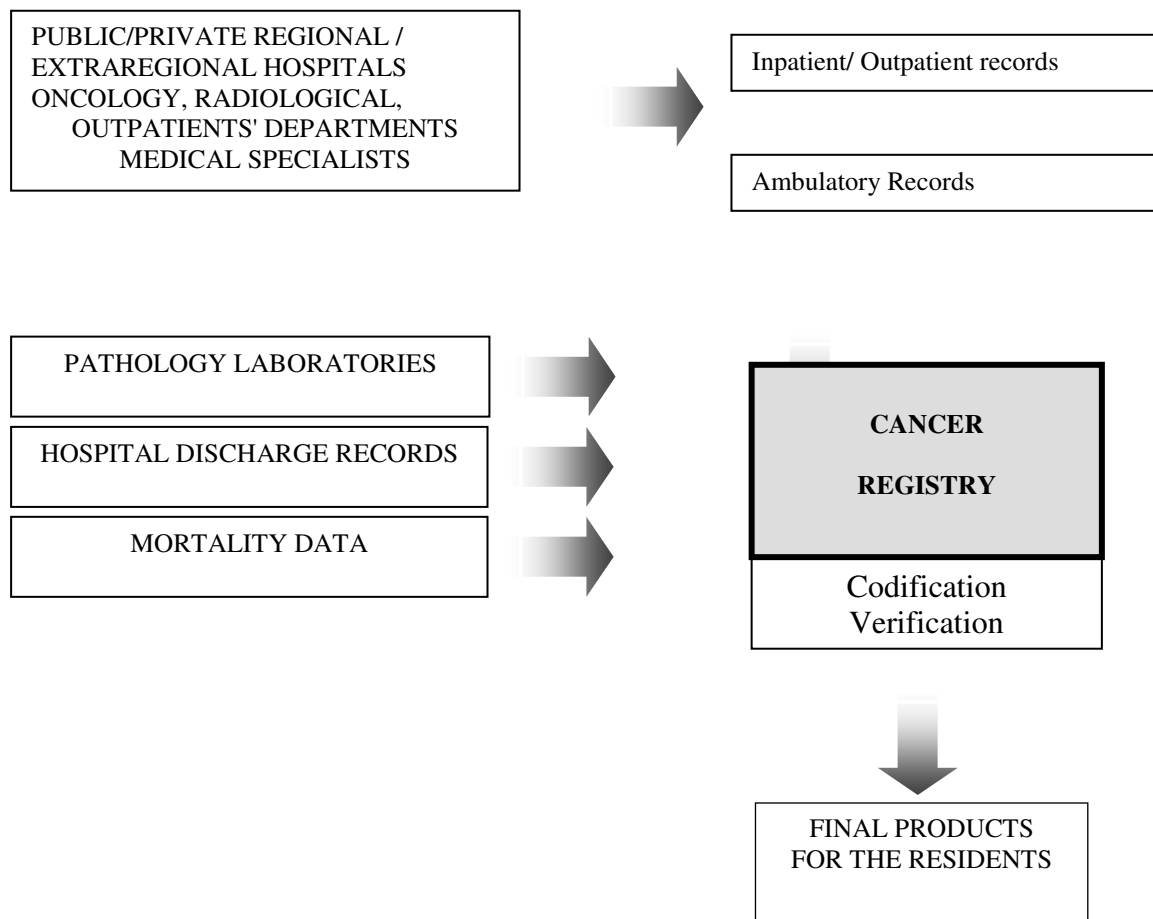 PUBLIC/PRIVATE REGIONAL /
EXTRAREGIONAL HOSPITALS
ONCOLOGY, RADIOLOGICAL,
OUTPATIENTS' DEPARTMENTS
MEDICAL SPECIALISTS
Inpatient/ Outpatient records
Ambulatory Records
PATHOLOGY LABORATORIES
HOSPITAL DISCHARGE RECORDS
MORTALITY DATA
CANCER
REGISTRY
Codification
Verification
FINAL PRODUCTS
FOR THE RESIDENTS